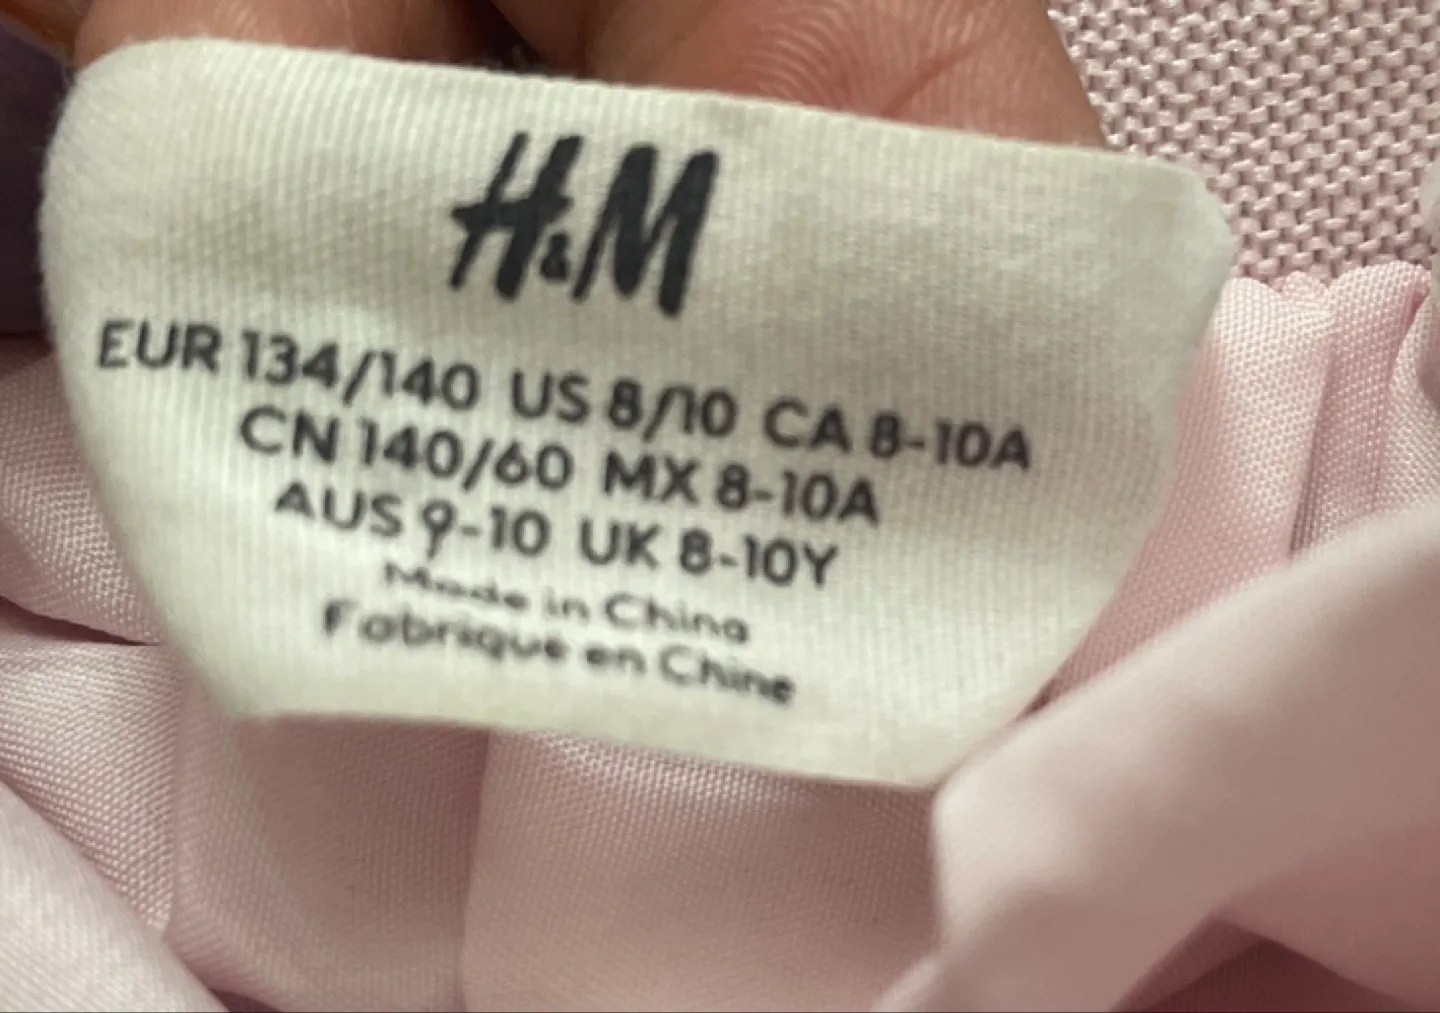 H&M
EUR 134/140 US 8/10 CA 8-10A
CN 140/60 MX 8-10A
AUS 9-10 UK 8-10Y
Made in China
Fabrique en Chine